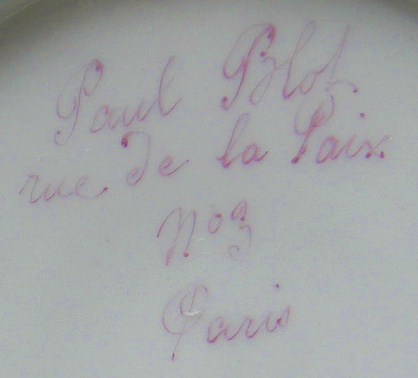 Paul Blot
rue de la Paix
No 3
Paris